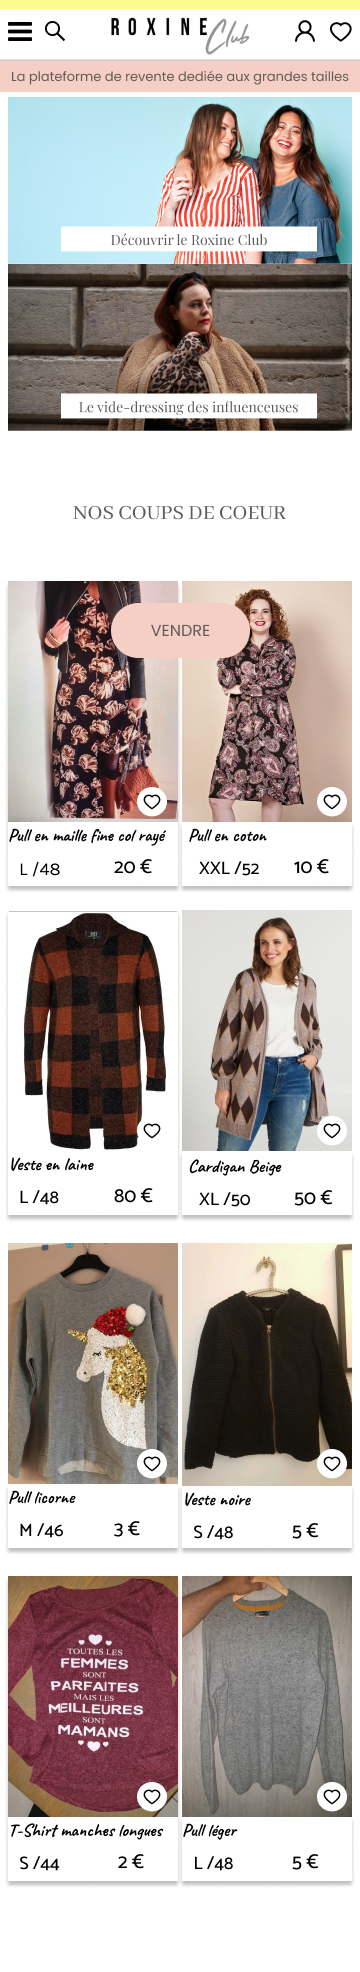 ROXINE Club
La plateforme de revente dediée aux grandes tailles
Découvrir le Roxine Club
Le vide-dressing des influenceuses
NOS COUPS DE COEUR
VENDRE
Pull en maille fine col rayé
L /48 20 €
Pull en coton
XXL /52 10 €
Veste en laine
L /48 80 €
Cardigan Beige
XL /50 50 €
Pull licorne
M /46 3 €
Veste noire
S /48 5 €
TOUTES LES
FEMMES
SONT
PARFAITES
MAIS LES
MEILLEURES
SONT
MAMANS
T-Shirt manches longues
S /44 2 €
Pull léger
L /48 5 €